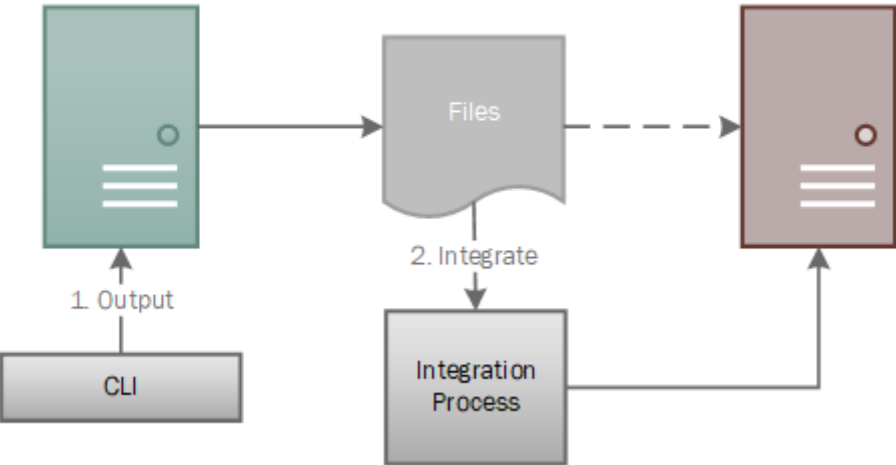 Files
2. Integrate
1. Output
CLI
Integration
Process